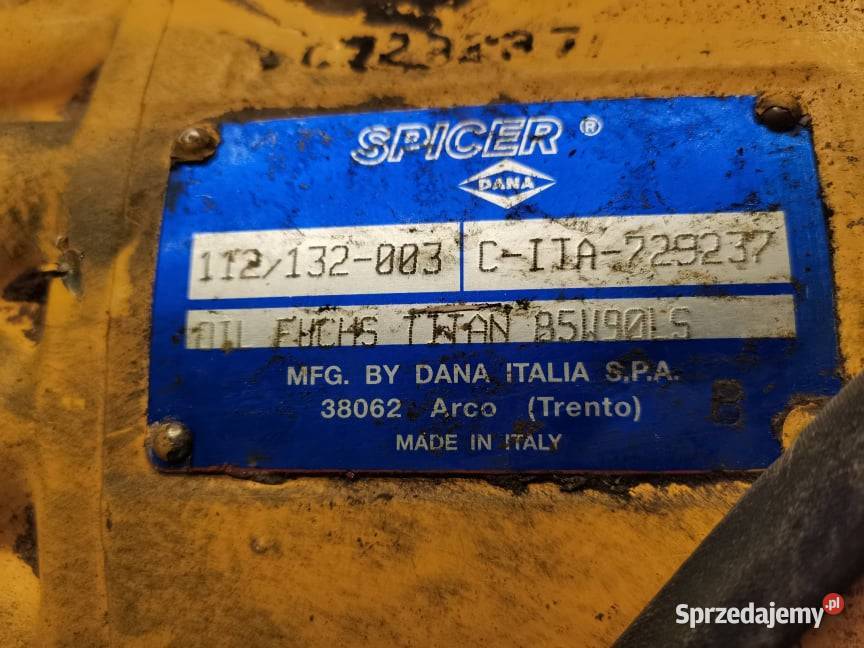 C729237
SPICER ®
DANA
112/132-003 C-ITA-729237
OIL FUCHS TITAN 85W90LS
MFG. BY DANA ITALIA S.P.A.
38062 Arco (Trento) B
MADE IN ITALY
Sprzedajemy.pl